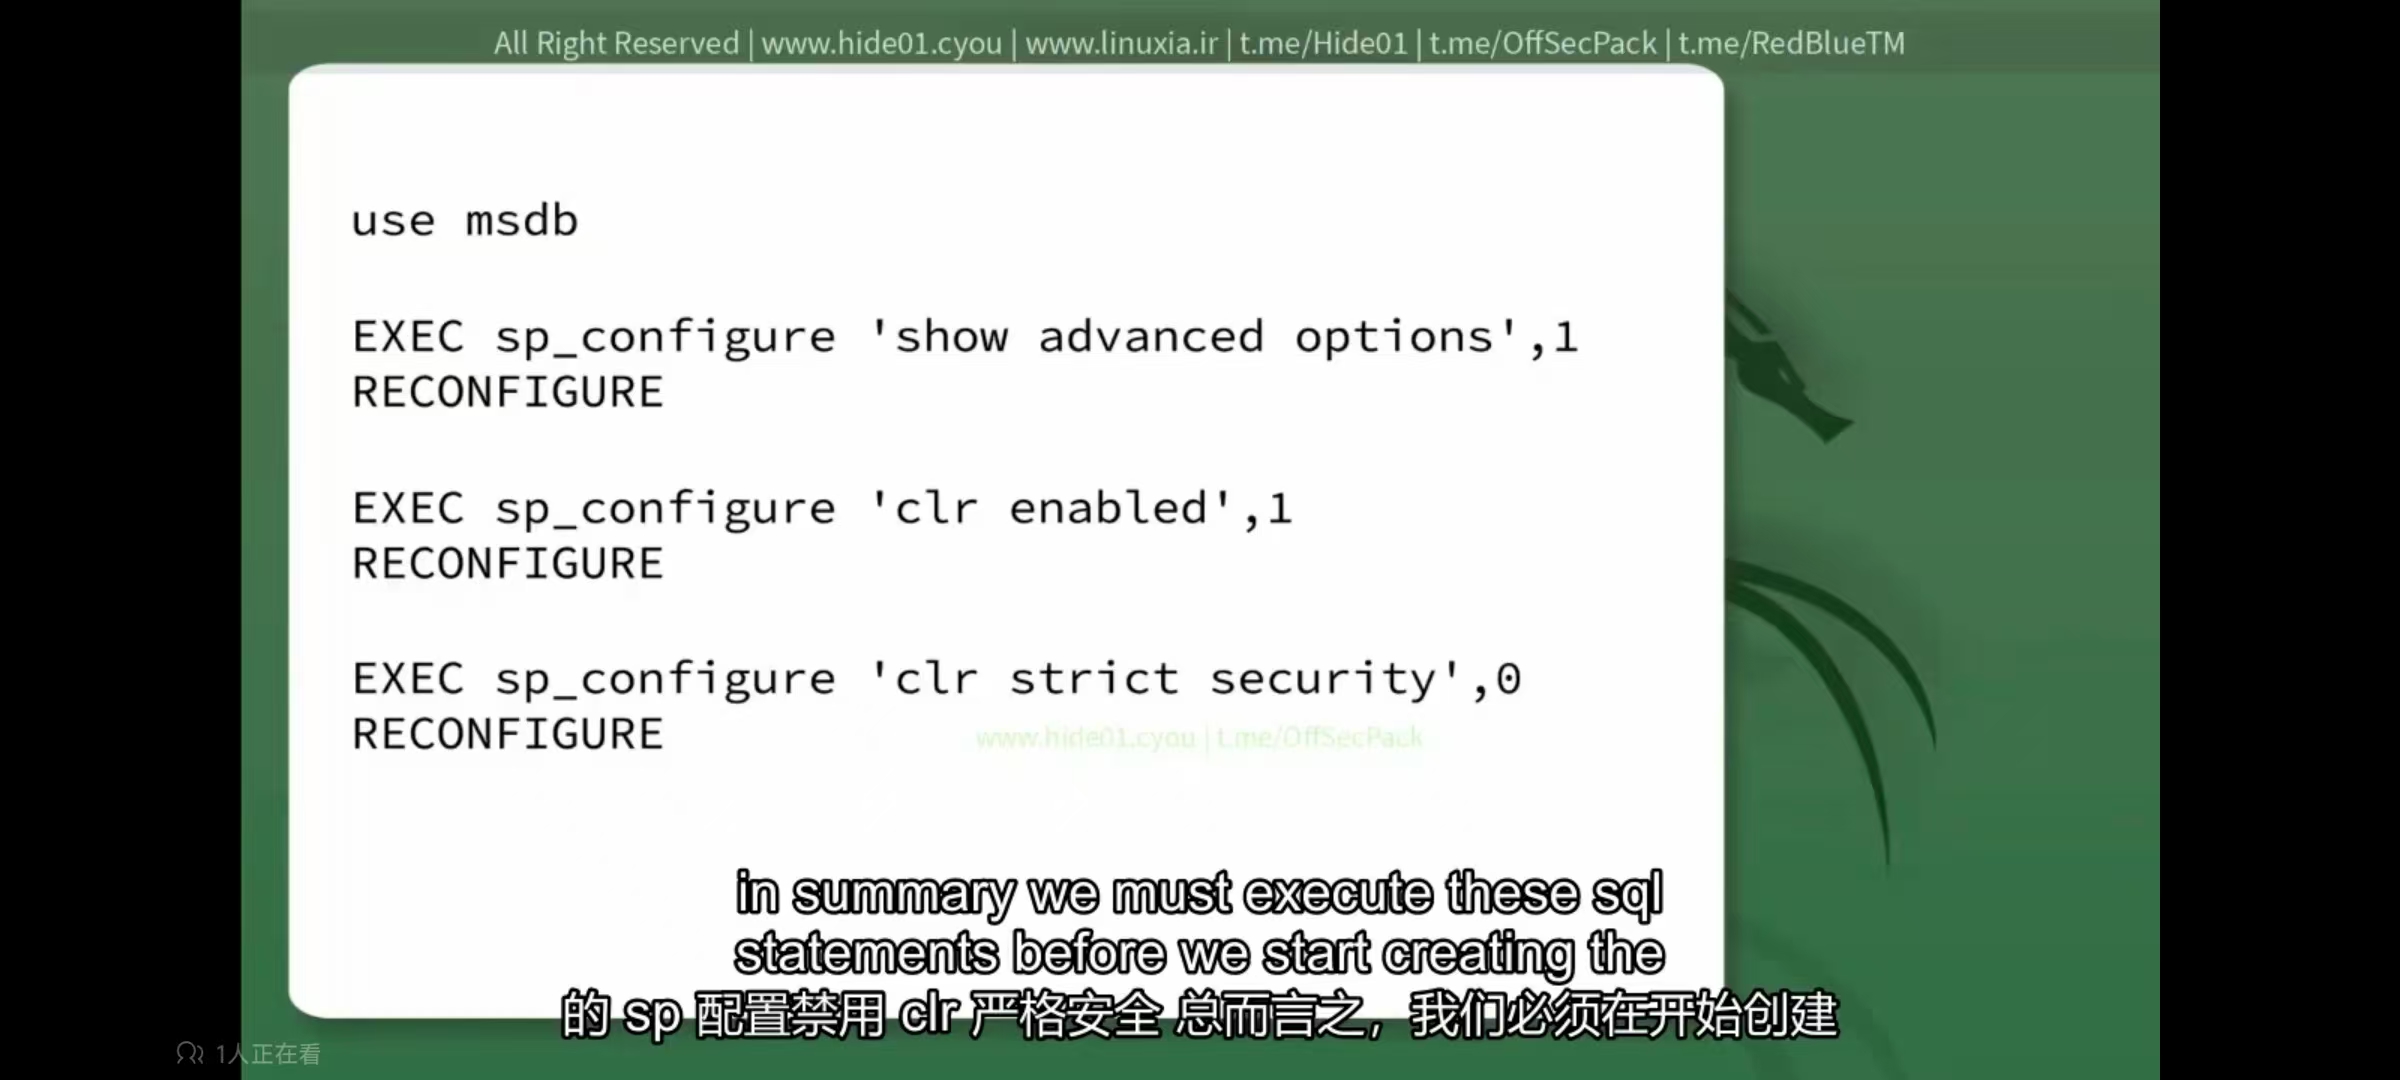 All Right Reserved | www.hide01.cyou | www.linuxia.ir | t.me/Hide01 | t.me/OffSecPack | t.me/RedBlueTM
use msdb
EXEC sp_configure 'show advanced options',1
RECONFIGURE
EXEC sp_configure 'clr enabled',1
RECONFIGURE
EXEC sp_configure 'clr strict security',0
RECONFIGURE
www.hide01.cyou | t.me/OffSecPack
in summary we must execute these sql
statements before we start creating the
的 sp 配置禁用 clr 严格安全 总而言之，我们必须在开始创建
1人正在看